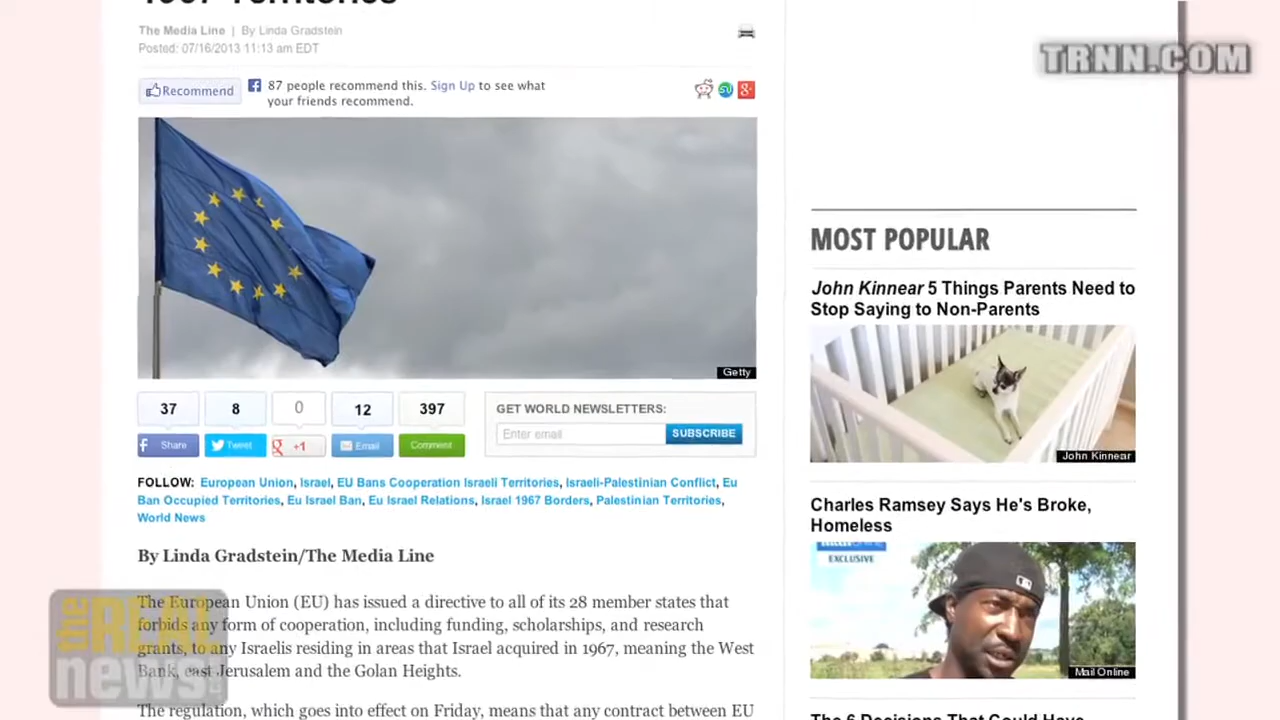 1967 Territories
The Media Line | By Linda Gradstein
Posted: 07/16/2013 11:13 am EDT
TRNN.COM
Recommend
87 people recommend this. Sign Up to see what
your friends recommend.
Getty
37
8
0
12
397
Share
Tweet
+1
Email
Comment
GET WORLD NEWSLETTERS:
Enter email
SUBSCRIBE
FOLLOW: European Union, Israel, EU Bans Cooperation Israeli Territories, Israeli-Palestinian Conflict, Eu
Ban Occupied Territories, Eu Israel Ban, Eu Israel Relations, Israel 1967 Borders, Palestinian Territories,
World News
By Linda Gradstein/The Media Line
The European Union (EU) has issued a directive to all of its 28 member states that
forbids any form of cooperation, including funding, scholarships, and research
grants, to any Israelis residing in areas that Israel acquired in 1967, meaning the West
Bank, east Jerusalem and the Golan Heights.
The regulation, which goes into effect on Friday, means that any contract between EU
the
REAL
news
MOST POPULAR
John Kinnear 5 Things Parents Need to
Stop Saying to Non-Parents
John Kinnear
Charles Ramsey Says He's Broke,
Homeless
EXCLUSIVE
Mail Online
The 6 Decisions That Could Have